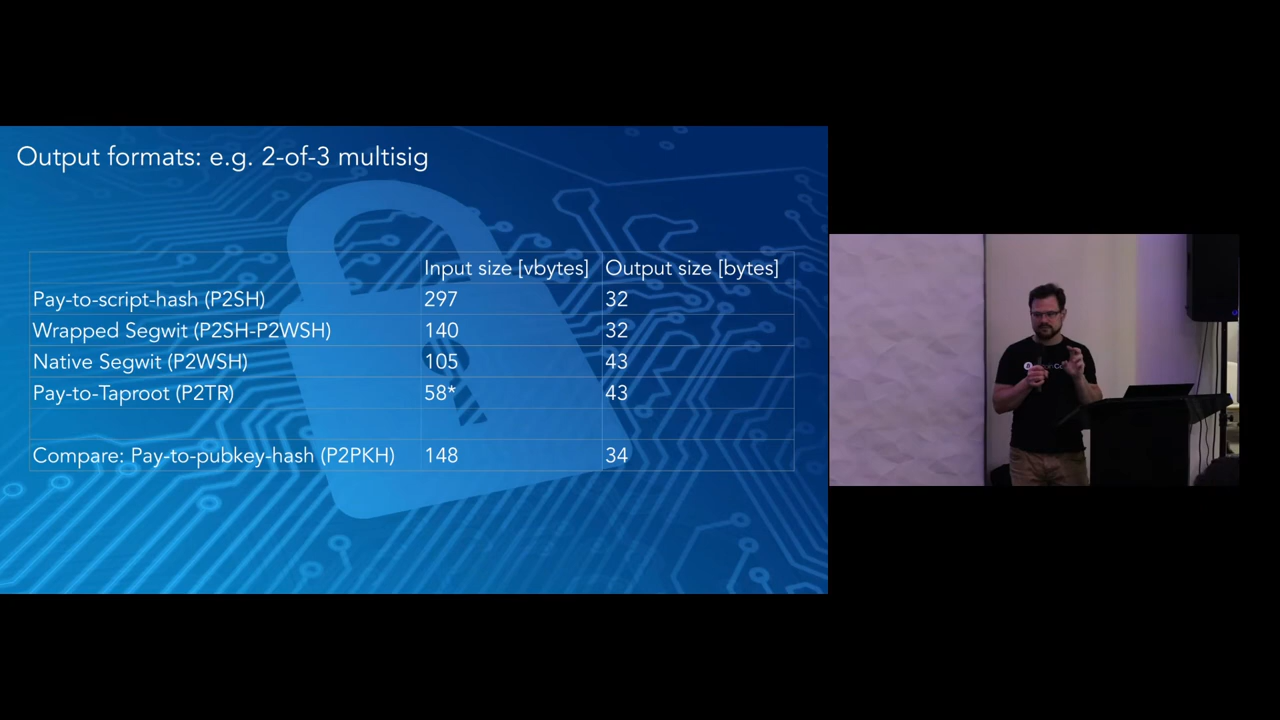 Output formats: e.g. 2-of-3 multisig
Input size [vbytes] Output size [bytes]
Pay-to-script-hash (P2SH) 297 32
Wrapped Segwit (P2SH-P2WSH) 140 32
Native Segwit (P2WSH) 105 43
Pay-to-Taproot (P2TR) 58* 43
Compare: Pay-to-pubkey-hash (P2PKH) 148 34